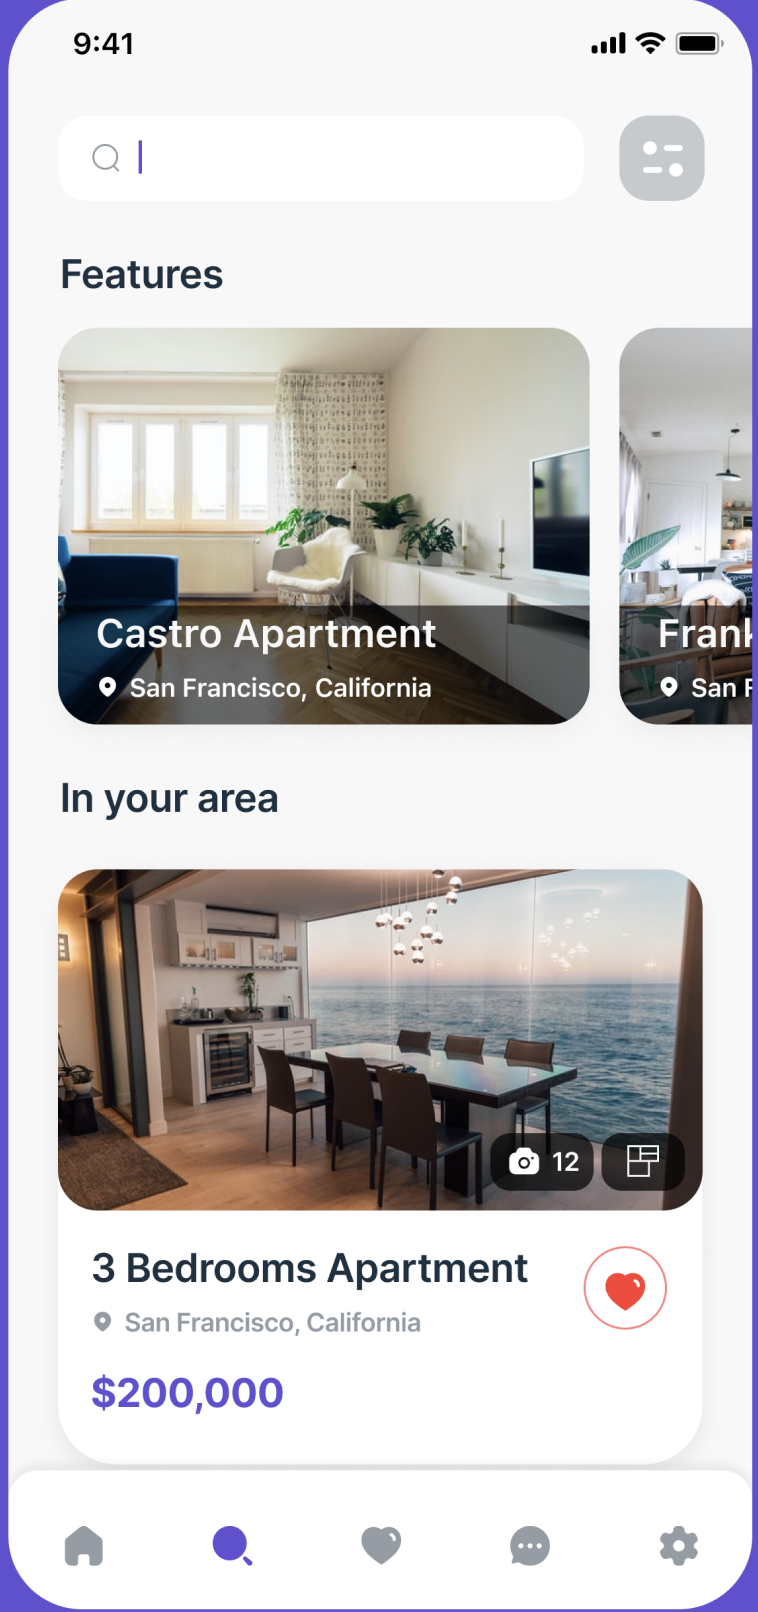 9:41
Features
Castro Apartment
San Francisco, California
Frank
San F
In your area
12
3 Bedrooms Apartment
San Francisco, California
$200,000